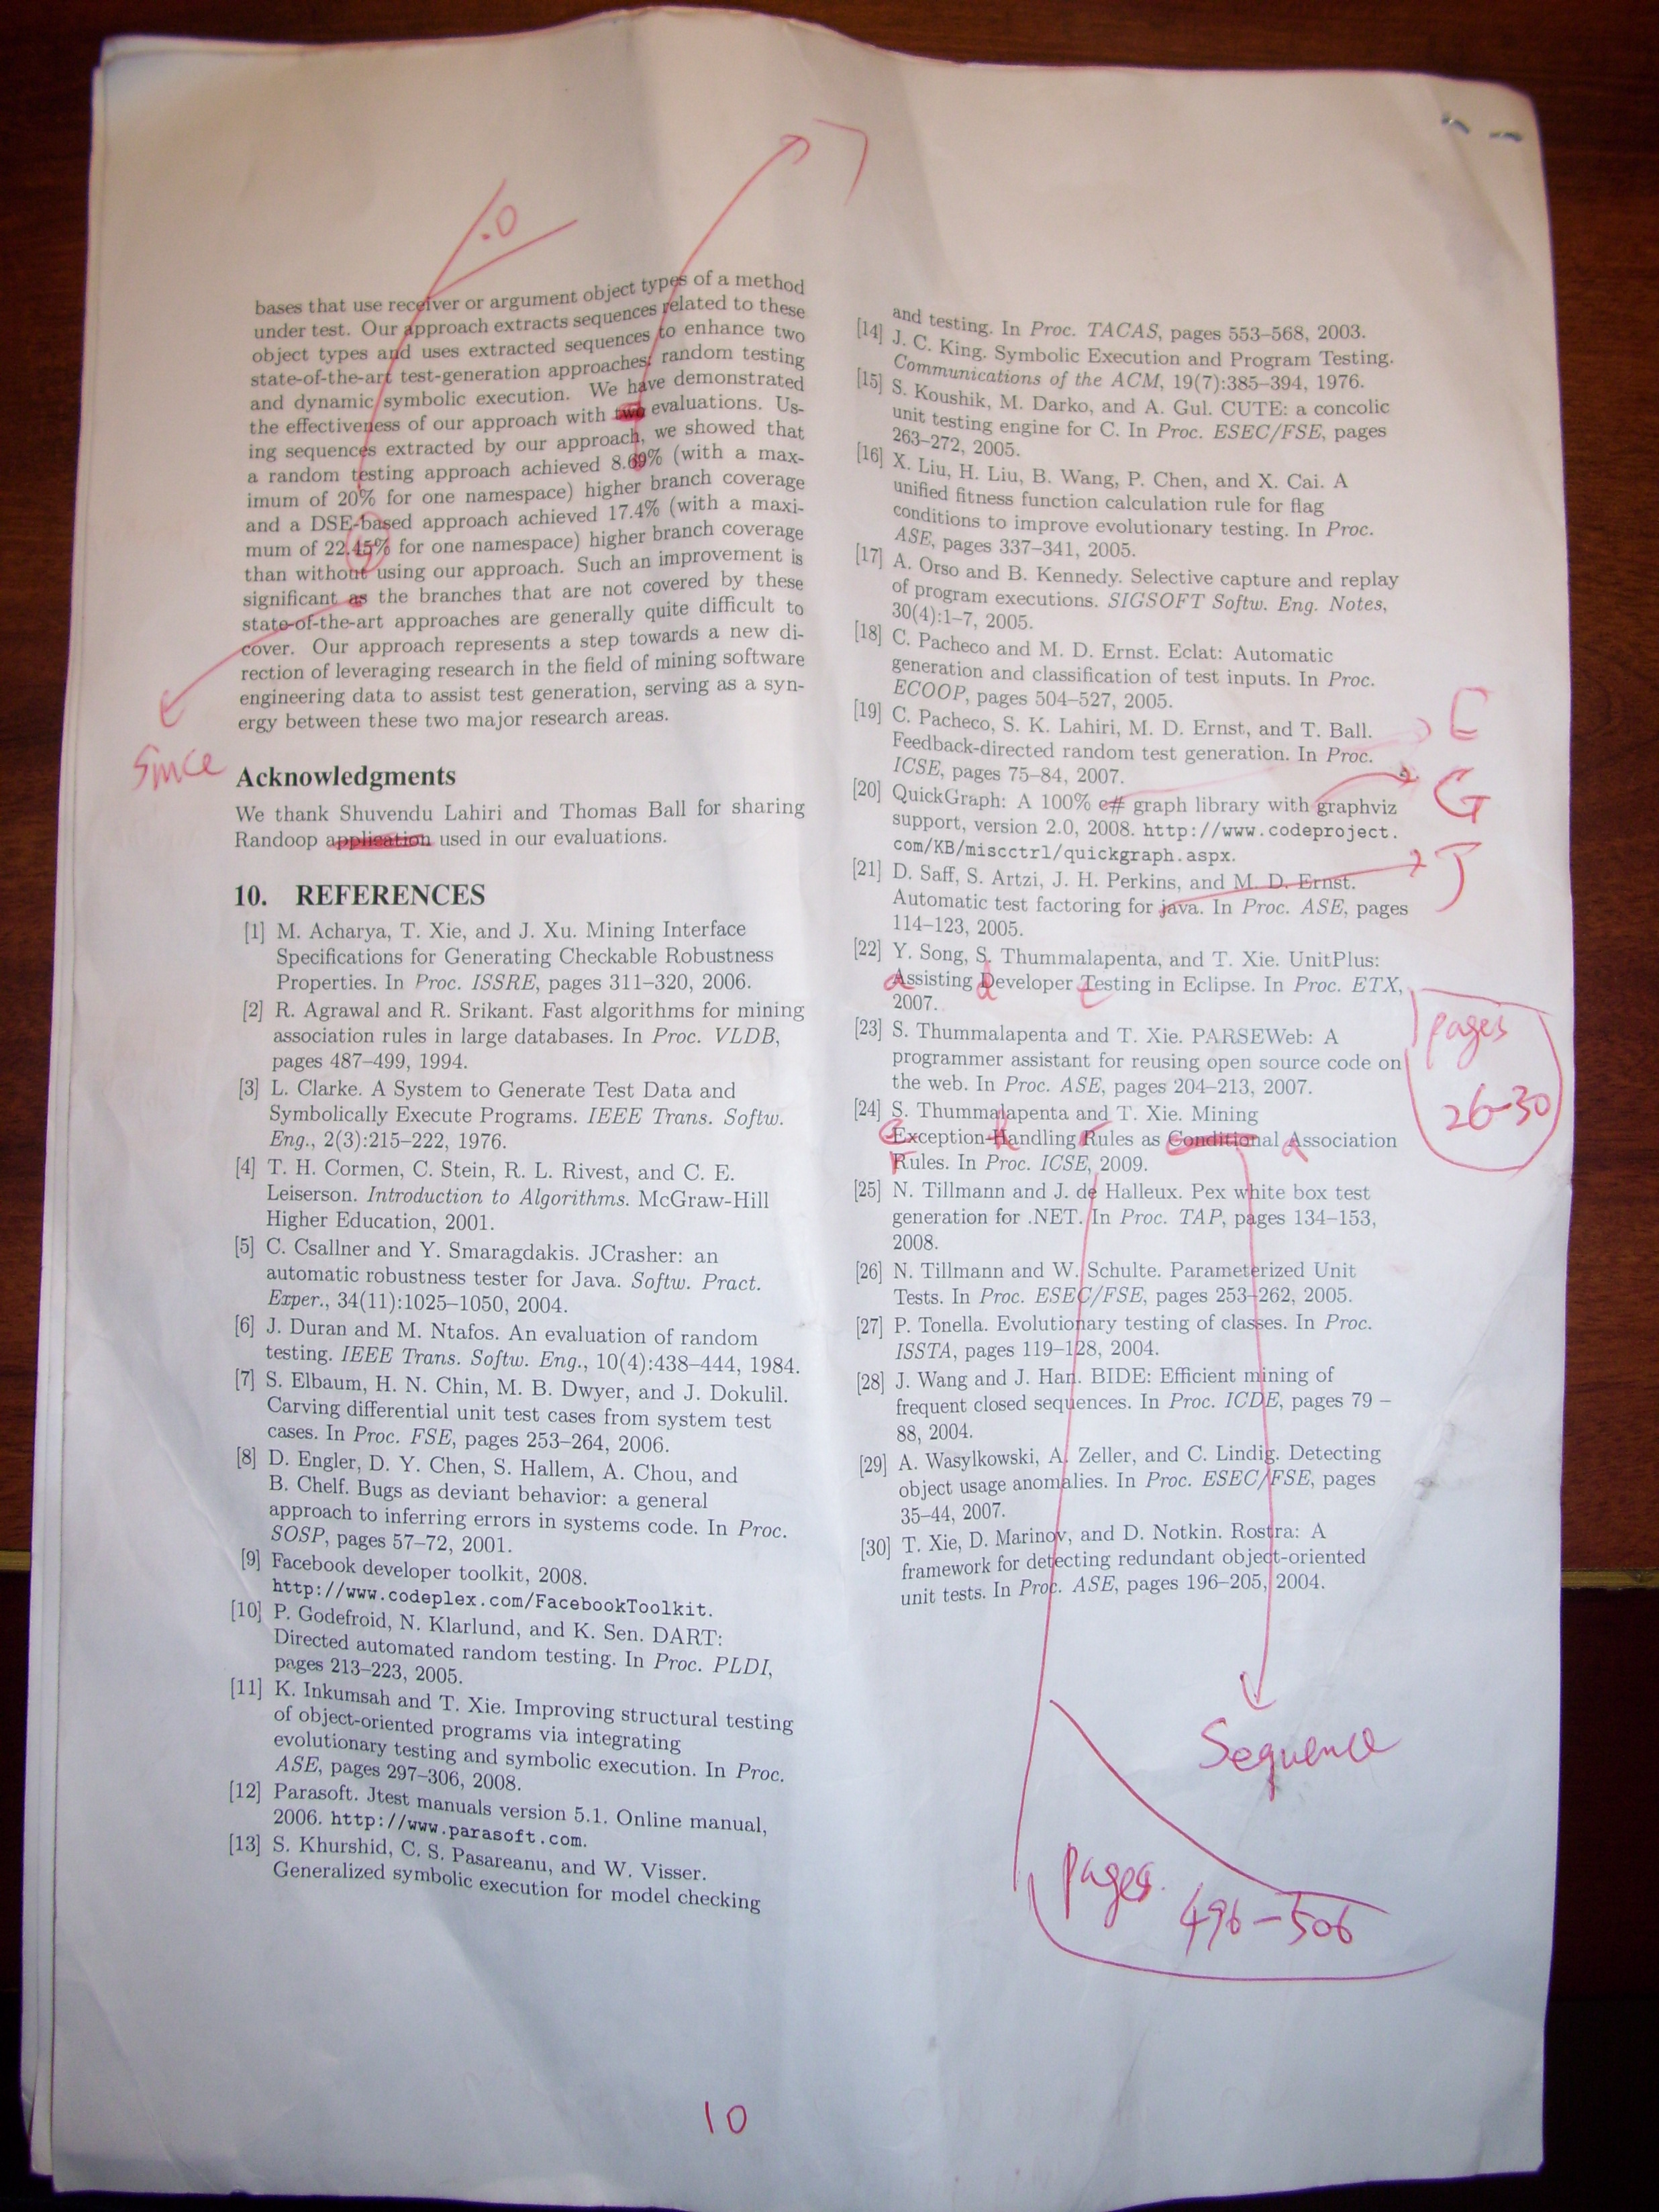 .0
7
bases that use receiver or argument object types of a method
under test. Our approach extracts sequences related to these
object types and uses extracted sequences to enhance two
state-of-the-art test-generation approaches: random testing
and dynamic symbolic execution. We have demonstrated
the effectiveness of our approach with two evaluations. Us-
ing sequences extracted by our approach, we showed that
a random testing approach achieved 8.69% (with a max-
imum of 20% for one namespace) higher branch coverage
and a DSE-based approach achieved 17.4% (with a maxi-
mum of 22.45% for one namespace) higher branch coverage
than without using our approach. Such an improvement is
significant as the branches that are not covered by these
state-of-the-art approaches are generally quite difficult to
cover. Our approach represents a step towards a new di-
rection of leveraging research in the field of mining software
engineering data to assist test generation, serving as a syn-
ergy between these two major research areas.
Since
Acknowledgments
We thank Shuvendu Lahiri and Thomas Ball for sharing
Randoop application used in our evaluations.
10. REFERENCES
[1] M. Acharya, T. Xie, and J. Xu. Mining Interface
Specifications for Generating Checkable Robustness
Properties. In Proc. ISSRE, pages 311–320, 2006.
[2] R. Agrawal and R. Srikant. Fast algorithms for mining
association rules in large databases. In Proc. VLDB,
pages 487–499, 1994.
[3] L. Clarke. A System to Generate Test Data and
Symbolically Execute Programs. IEEE Trans. Softw.
Eng., 2(3):215–222, 1976.
[4] T. H. Cormen, C. Stein, R. L. Rivest, and C. E.
Leiserson. Introduction to Algorithms. McGraw-Hill
Higher Education, 2001.
[5] C. Csallner and Y. Smaragdakis. JCrasher: an
automatic robustness tester for Java. Softw. Pract.
Exper., 34(11):1025–1050, 2004.
[6] J. Duran and M. Ntafos. An evaluation of random
testing. IEEE Trans. Softw. Eng., 10(4):438–444, 1984.
[7] S. Elbaum, H. N. Chin, M. B. Dwyer, and J. Dokulil.
Carving differential unit test cases from system test
cases. In Proc. FSE, pages 253–264, 2006.
[8] D. Engler, D. Y. Chen, S. Hallem, A. Chou, and
B. Chelf. Bugs as deviant behavior: a general
approach to inferring errors in systems code. In Proc.
SOSP, pages 57–72, 2001.
[9] Facebook developer toolkit, 2008.
http://www.codeplex.com/FacebookToolkit.
[10] P. Godefroid, N. Klarlund, and K. Sen. DART:
Directed automated random testing. In Proc. PLDI,
pages 213–223, 2005.
[11] K. Inkumsah and T. Xie. Improving structural testing
of object-oriented programs via integrating
evolutionary testing and symbolic execution. In Proc.
ASE, pages 297–306, 2008.
[12] Parasoft. Jtest manuals version 5.1. Online manual,
2006. http://www.parasoft.com.
[13] S. Khurshid, C. S. Pasareanu, and W. Visser.
Generalized symbolic execution for model checking
and testing. In Proc. TACAS, pages 553–568, 2003.
[14] J. C. King. Symbolic Execution and Program Testing.
Communications of the ACM, 19(7):385–394, 1976.
[15] S. Koushik, M. Darko, and A. Gul. CUTE: a concolic
unit testing engine for C. In Proc. ESEC/FSE, pages
263–272, 2005.
[16] X. Liu, H. Liu, B. Wang, P. Chen, and X. Cai. A
unified fitness function calculation rule for flag
conditions to improve evolutionary testing. In Proc.
ASE, pages 337–341, 2005.
[17] A. Orso and B. Kennedy. Selective capture and replay
of program executions. SIGSOFT Softw. Eng. Notes,
30(4):1–7, 2005.
[18] C. Pacheco and M. D. Ernst. Eclat: Automatic
generation and classification of test inputs. In Proc.
ECOOP, pages 504–527, 2005.
[19] C. Pacheco, S. K. Lahiri, M. D. Ernst, and T. Ball.
Feedback-directed random test generation. In Proc.
ICSE, pages 75–84, 2007.
C
[20] QuickGraph: A 100% c# graph library with graphviz
support, version 2.0, 2008. http://www.codeproject.
com/KB/miscctrl/quickgraph.aspx.
G
[21] D. Saff, S. Artzi, J. H. Perkins, and M. D. Ernst.
Automatic test factoring for java. In Proc. ASE, pages
114–123, 2005.
J
[22] Y. Song, S. Thummalapenta, and T. Xie. UnitPlus:
Assisting Developer Testing in Eclipse. In Proc. ETX,
2007.
a d t
pages
26-30
[23] S. Thummalapenta and T. Xie. PARSEWeb: A
programmer assistant for reusing open source code on
the web. In Proc. ASE, pages 204–213, 2007.
[24] S. Thummalapenta and T. Xie. Mining
Exception-Handling Rules as Conditional Association
Rules. In Proc. ICSE, 2009.
e h r a
r
[25] N. Tillmann and J. de Halleux. Pex white box test
generation for .NET. In Proc. TAP, pages 134–153,
2008.
[26] N. Tillmann and W. Schulte. Parameterized Unit
Tests. In Proc. ESEC/FSE, pages 253–262, 2005.
[27] P. Tonella. Evolutionary testing of classes. In Proc.
ISSTA, pages 119–128, 2004.
[28] J. Wang and J. Han. BIDE: Efficient mining of
frequent closed sequences. In Proc. ICDE, pages 79 –
88, 2004.
[29] A. Wasylkowski, A. Zeller, and C. Lindig. Detecting
object usage anomalies. In Proc. ESEC/FSE, pages
35–44, 2007.
[30] T. Xie, D. Marinov, and D. Notkin. Rostra: A
framework for detecting redundant object-oriented
unit tests. In Proc. ASE, pages 196–205, 2004.
Sequence
pages.
496-506
10